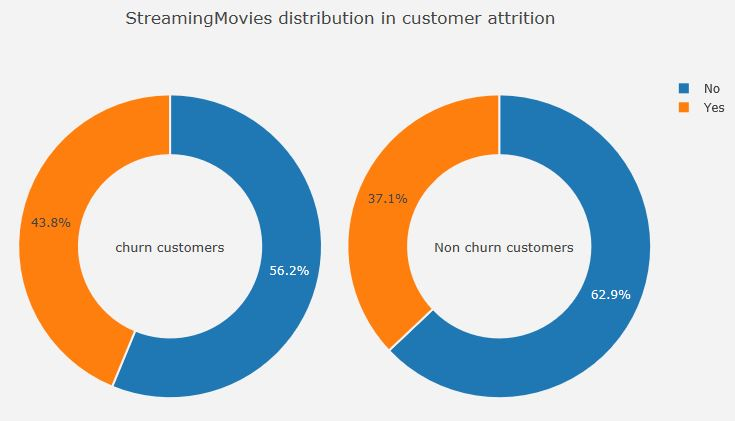 StreamingMovies distribution in customer attrition
No
Yes
43.8%
churn customers
56.2%
37.1%
Non churn customers
62.9%